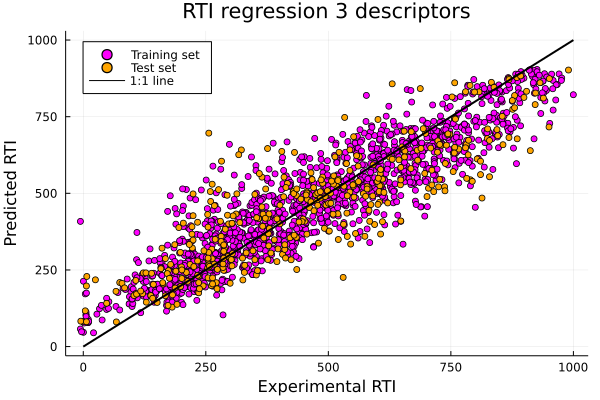 RTI regression 3 descriptors
1000
750
500
250
0
Predicted RTI
Training set
Test set
1:1 line
0 250 500 750 1000
Experimental RTI